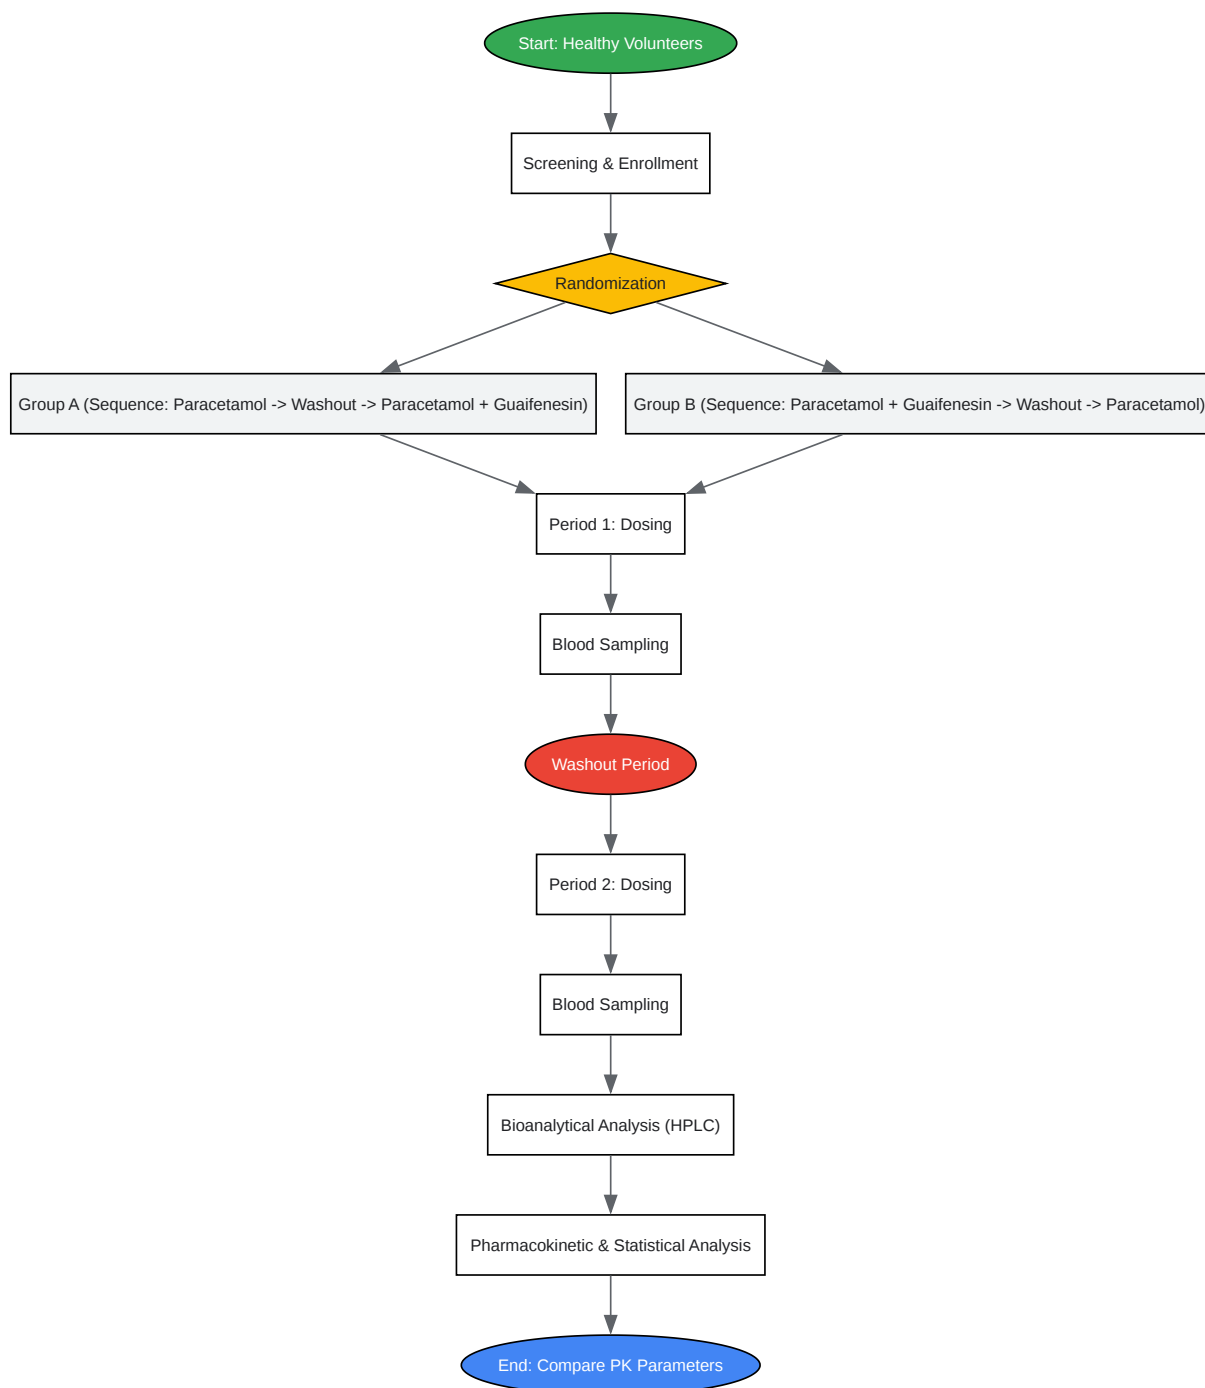 Start: Healthy Volunteers
Screening & Enrollment
Randomization
Group A (Sequence: Paracetamol -> Washout -> Paracetamol + Guaifenesin)
Group B (Sequence: Paracetamol + Guaifenesin -> Washout -> Paracetamol)
Period 1: Dosing
Blood Sampling
Washout Period
Period 2: Dosing
Blood Sampling
Bioanalytical Analysis (HPLC)
Pharmacokinetic & Statistical Analysis
End: Compare PK Parameters